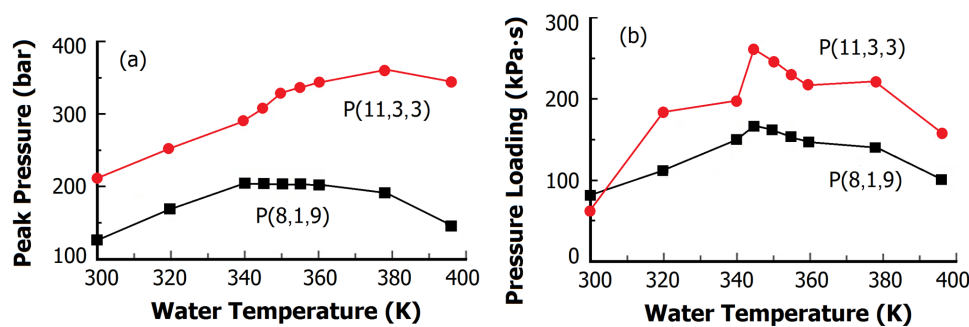 (a)
Peak Pressure (bar)
400
300
200
100
P(11,3,3)
P(8,1,9)
300 320 340 360 380 400
Water Temperature (K)
(b)
Pressure Loading (kPa·s)
300
200
100
0
P(11,3,3)
P(8,1,9)
300 320 340 360 380 400
Water Temperature (K)